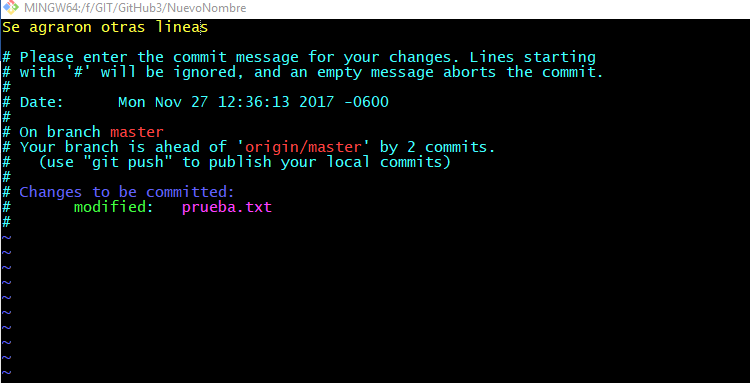 MINGW64:/f/GIT/GitHub3/NuevoNombre
Se agraron otras lineas
# Please enter the commit message for your changes. Lines starting
# with '#' will be ignored, and an empty message aborts the commit.
#
# Date:      Mon Nov 27 12:36:13 2017 -0600
#
# On branch master
# Your branch is ahead of 'origin/master' by 2 commits.
#   (use "git push" to publish your local commits)
#
# Changes to be committed:
#       modified:   prueba.txt
#
~
~
~
~
~
~
~
~
~
~